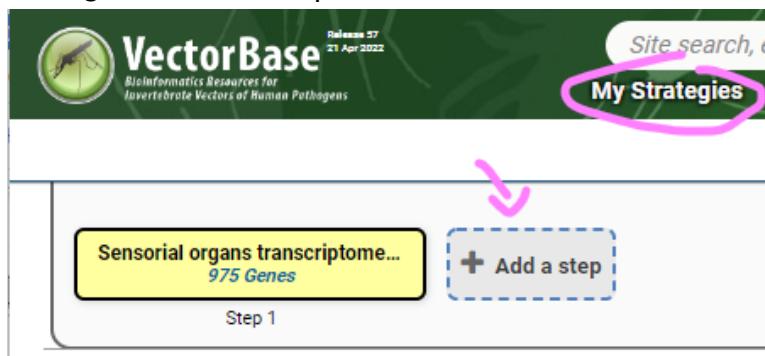 VectorBase
Release 57
21 Apr 2022
Bioinformatics Resources for
Invertebrate Vectors of Human Pathogens
Site search, e
My Strategies
Sensorial organs transcriptome...
975 Genes
Step 1
+ Add a step